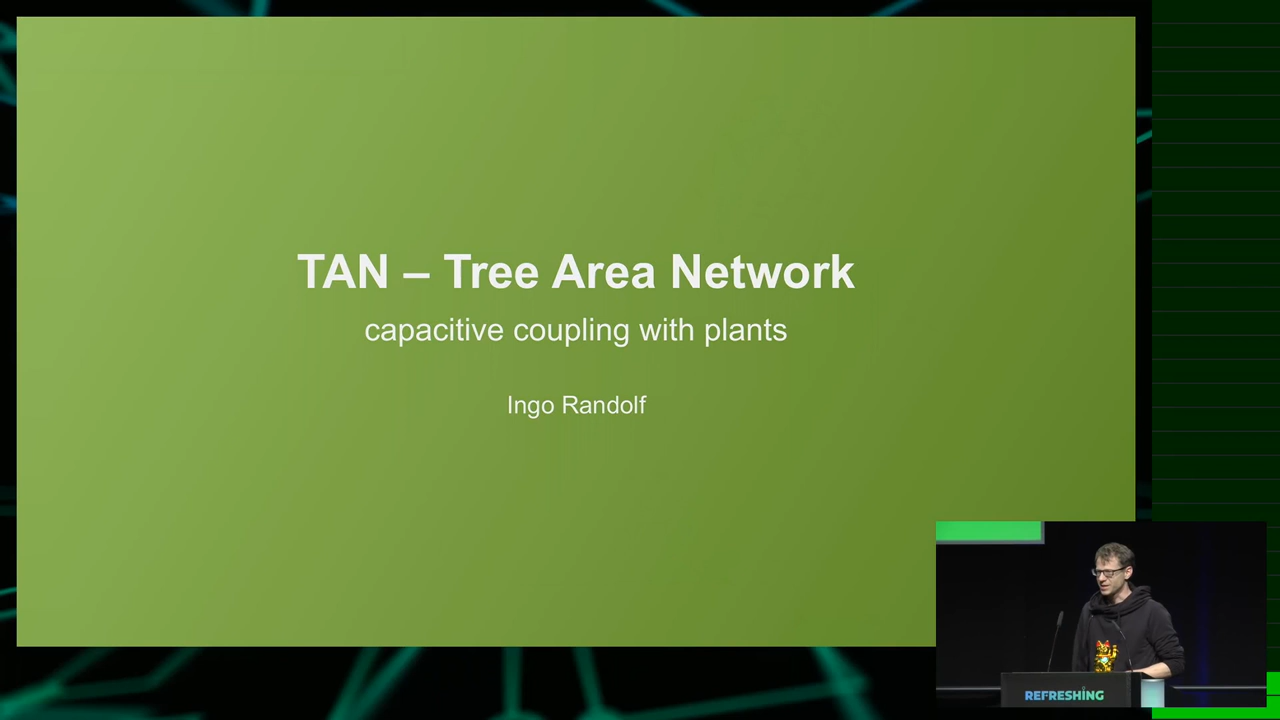 TAN – Tree Area Network
capacitive coupling with plants
Ingo Randolf
REFRESHING